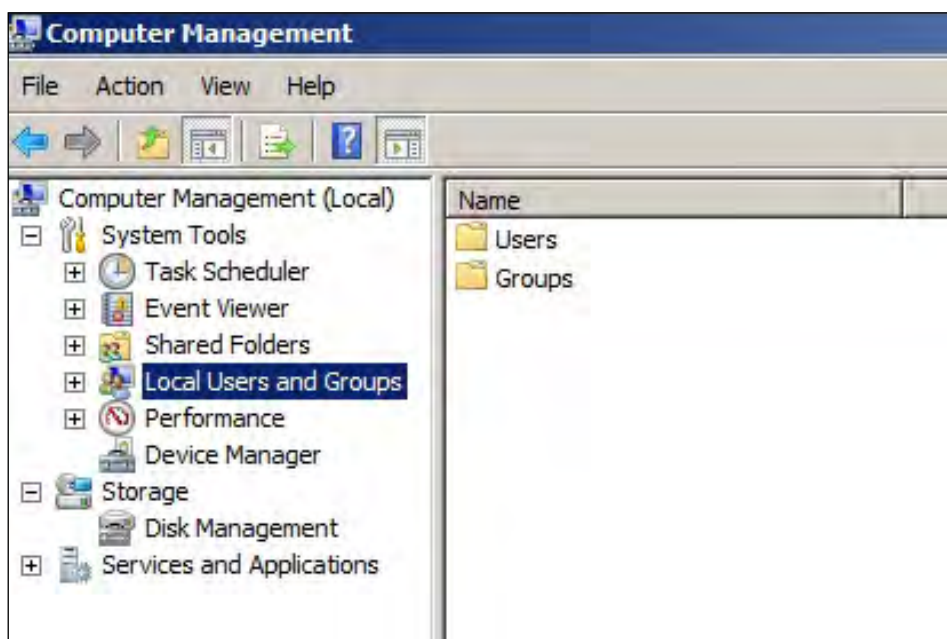 Computer Management
File Action View Help
Computer Management (Local)
System Tools
Task Scheduler
Event Viewer
Shared Folders
Local Users and Groups
Performance
Device Manager
Storage
Disk Management
Services and Applications
Name
Users
Groups